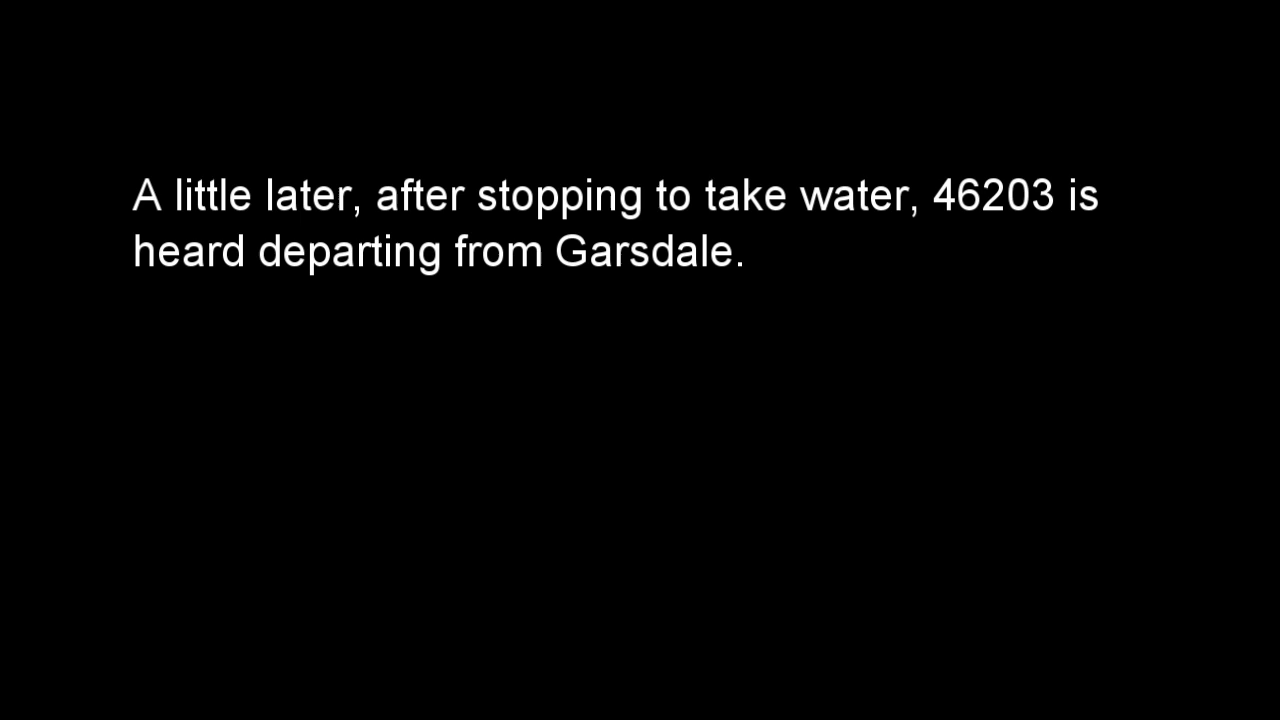 A little later, after stopping to take water, 46203 is
heard departing from Garsdale.